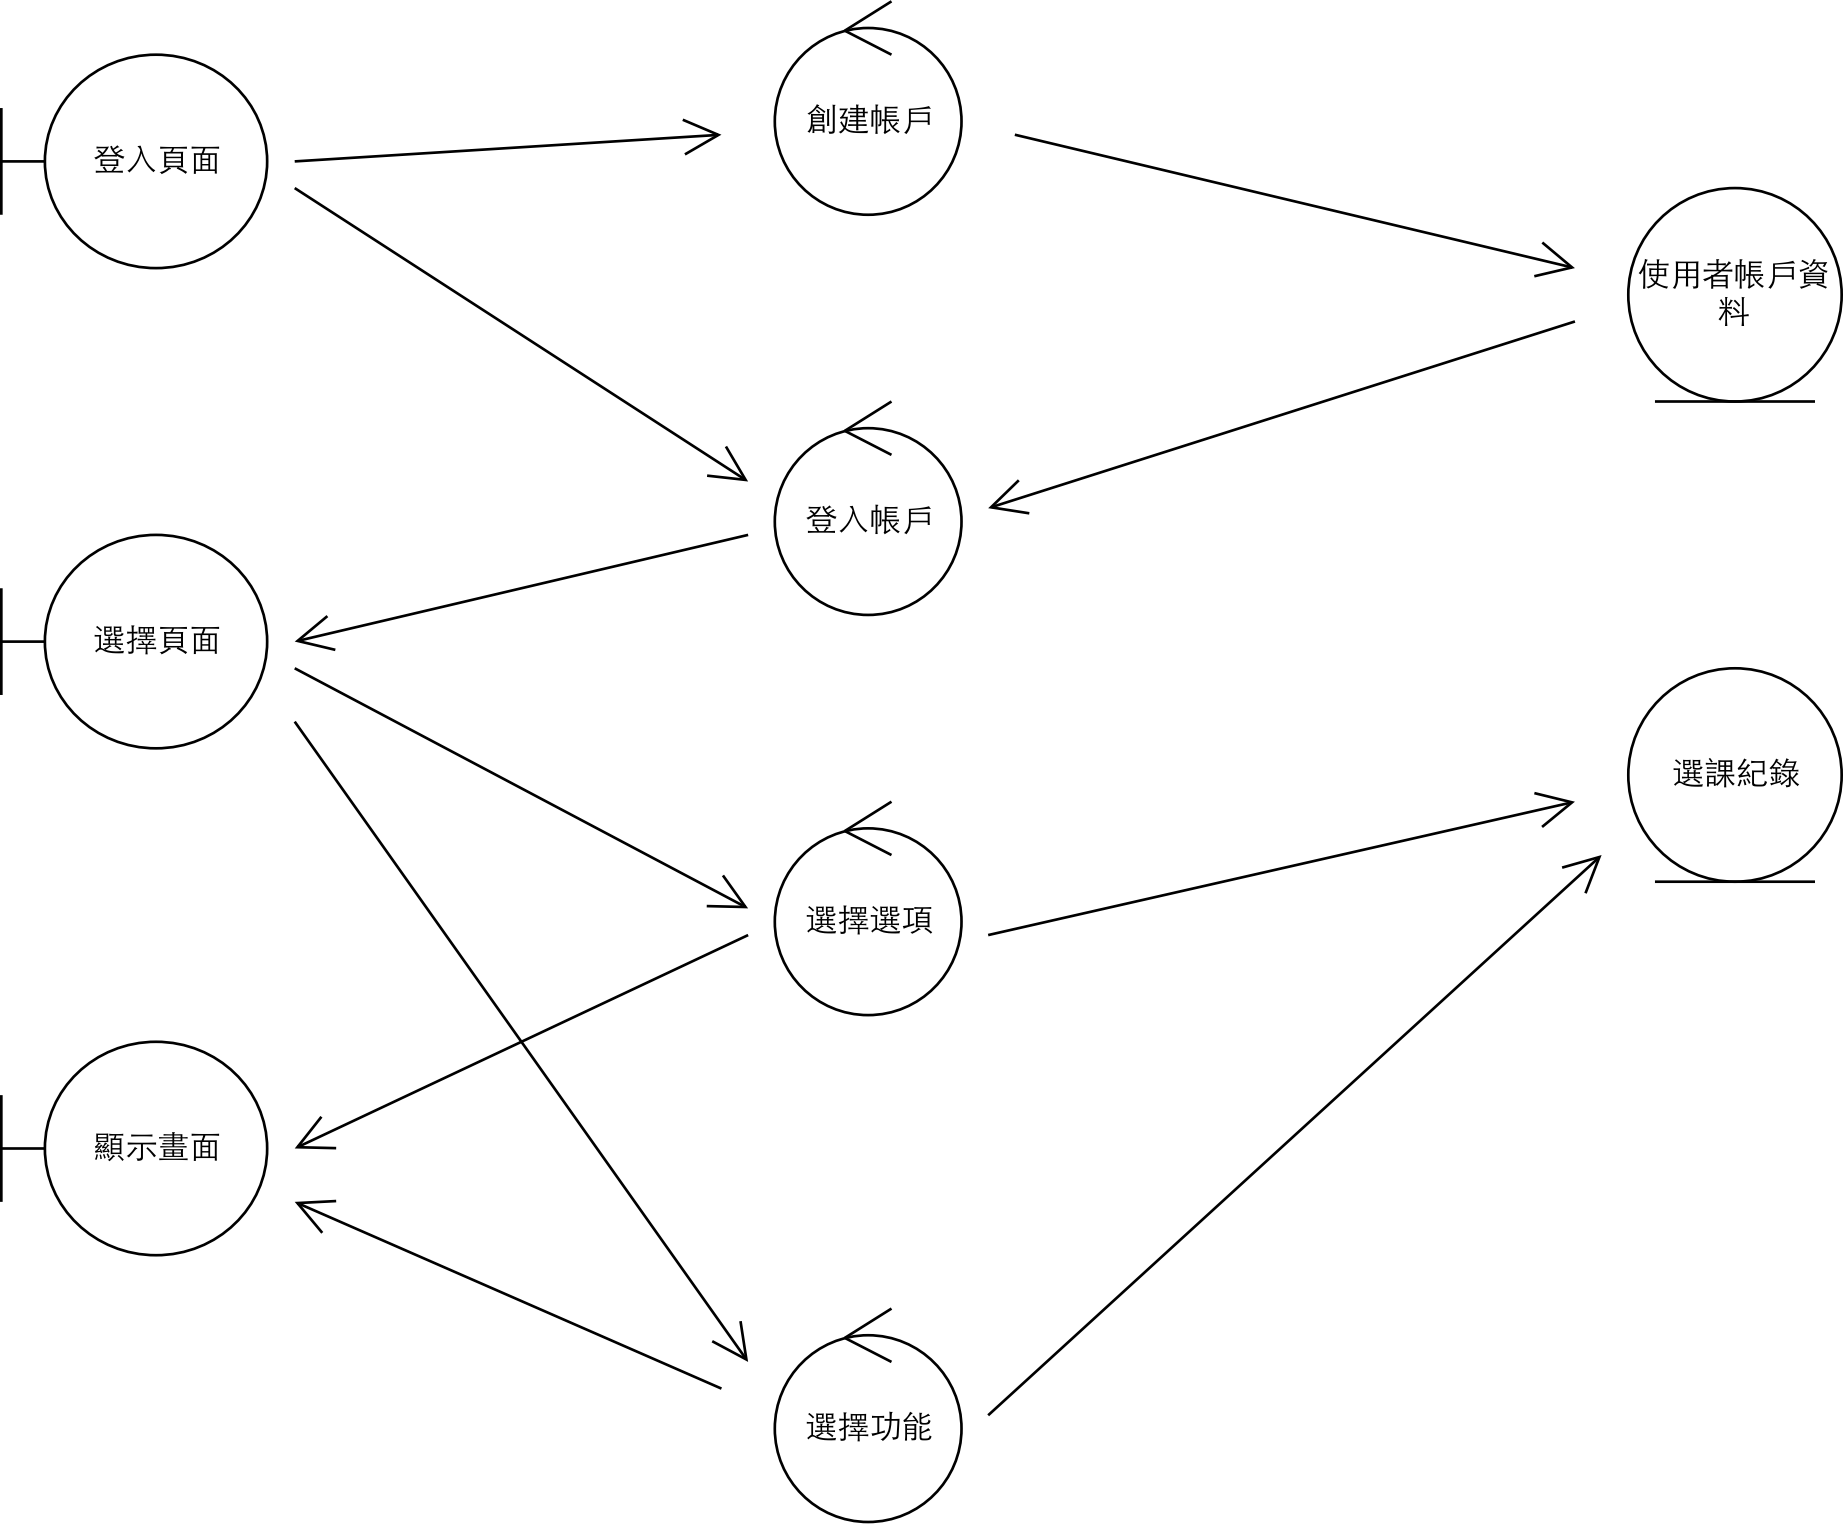 登入頁面
創建帳戶
使用者帳戶資
料
登入帳戶
選擇頁面
選課紀錄
選擇選項
顯示畫面
選擇功能